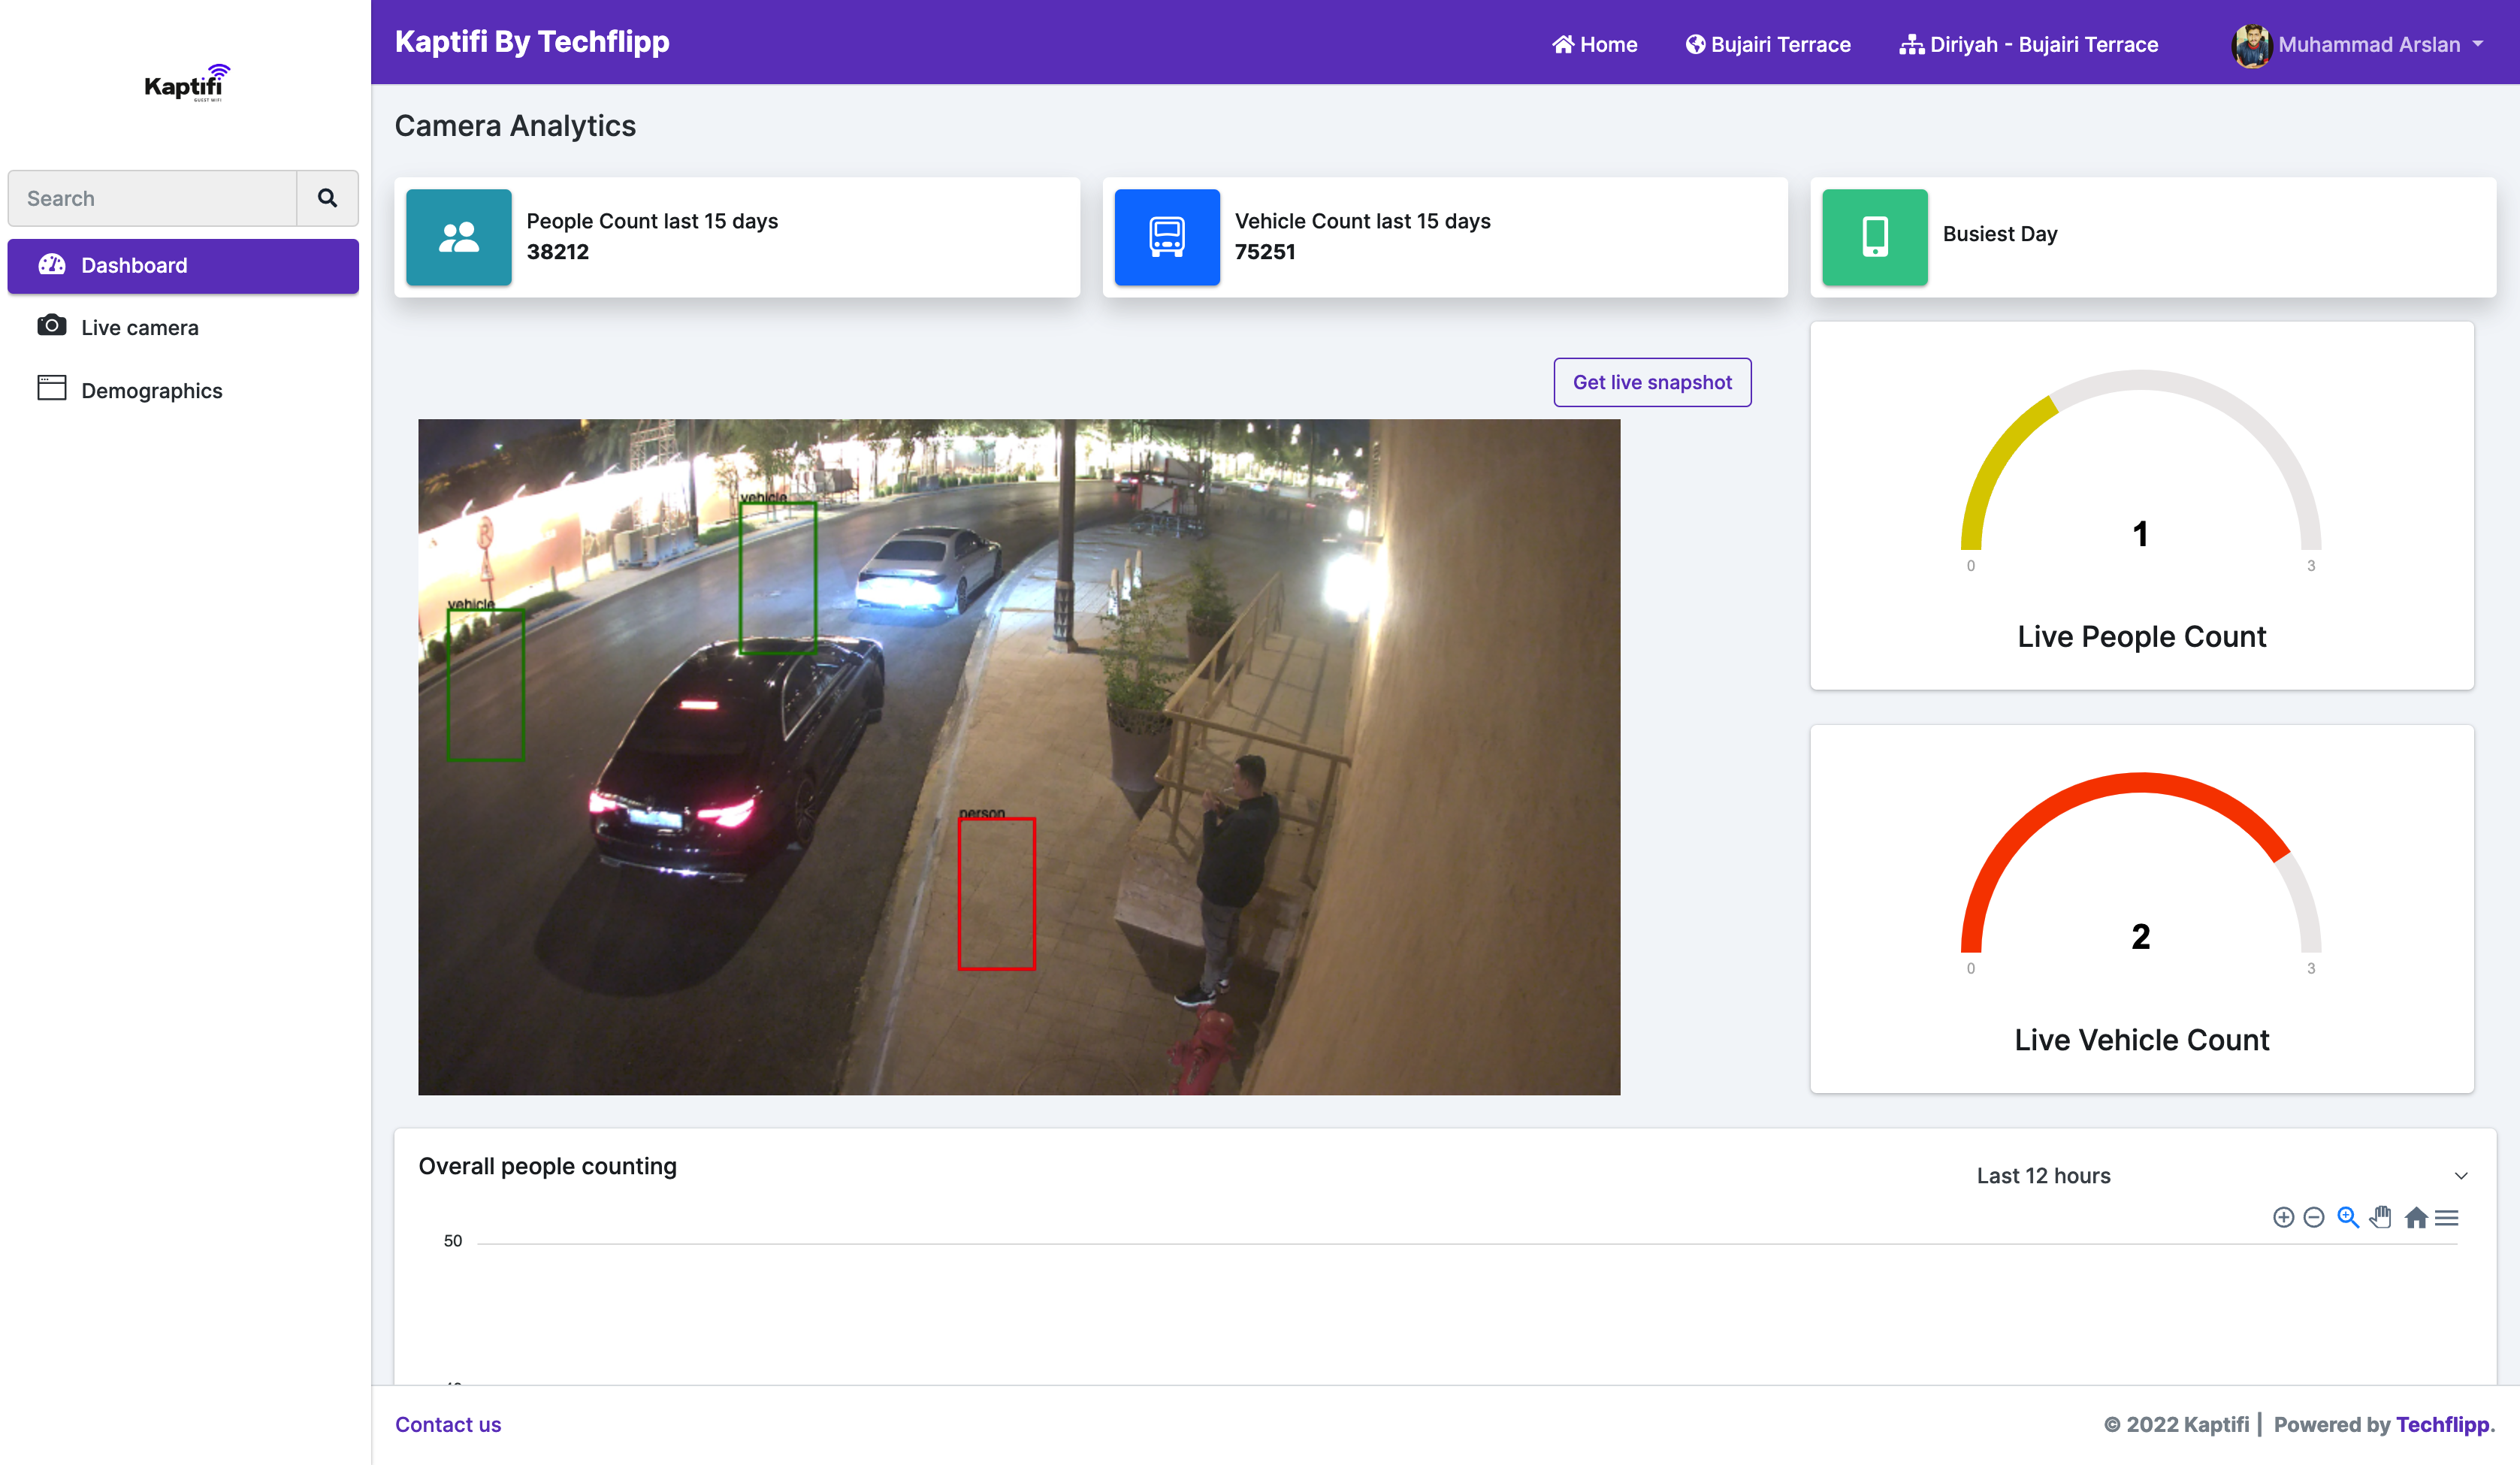 Kaptifi
GUEST WIFI
Search
Dashboard
Live camera
Demographics
Kaptifi By Techflipp
Home
Bujairi Terrace
Diriyah - Bujairi Terrace
Muhammad Arslan
Camera Analytics
People Count last 15 days
38212
Vehicle Count last 15 days
75251
Busiest Day
Get live snapshot
vehicle
vehicle
person
1
0
3
Live People Count
2
0
3
Live Vehicle Count
Overall people counting
Last 12 hours
50
Contact us
© 2022 Kaptifi | Powered by Techflipp.